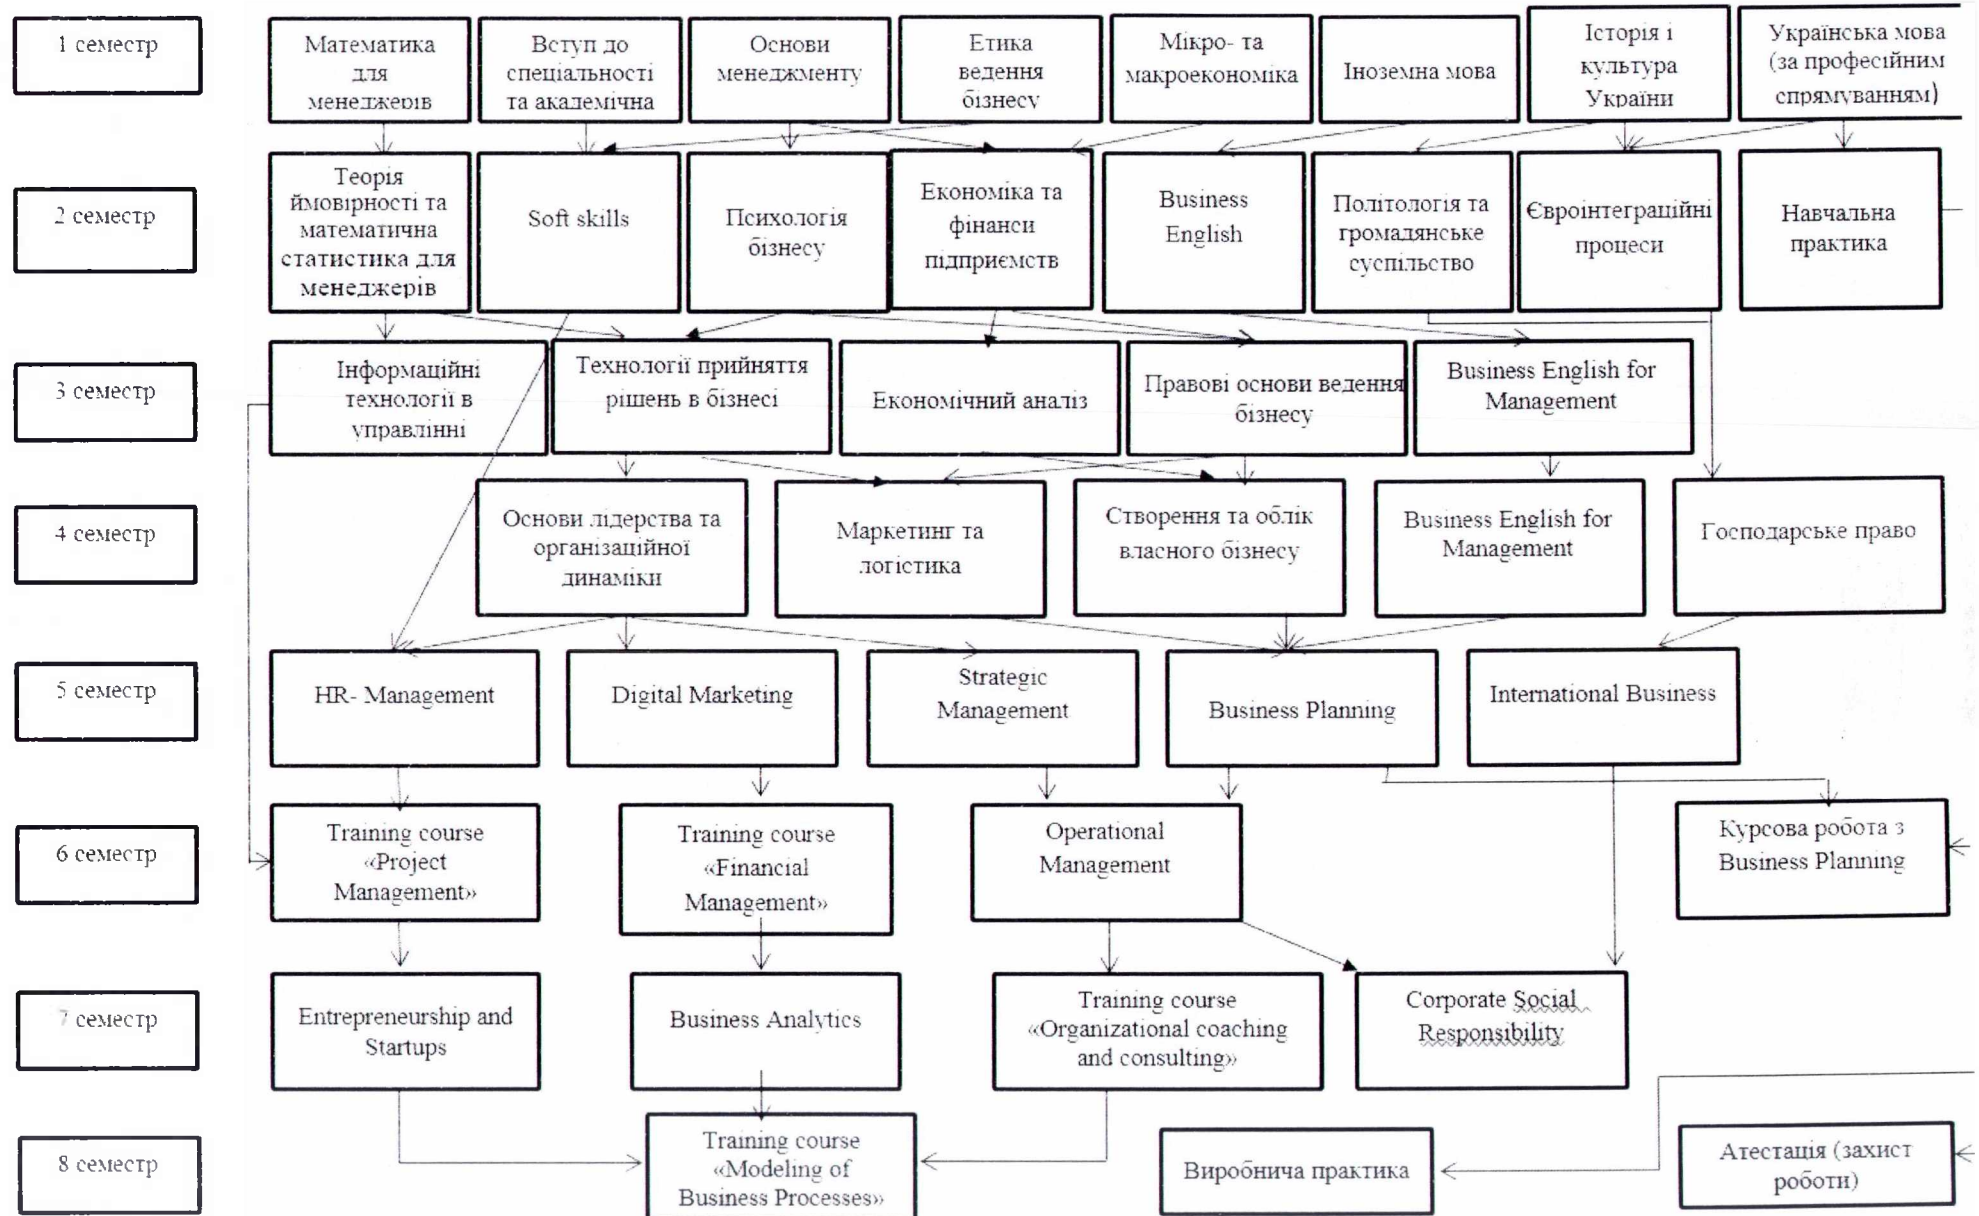 1 семестр
Математика
для
менеджерів
Вступ до
спеціальності
та академічна
Основи
менеджменту
Етика
ведення
бізнесу
Мікро- та
макроекономіка
Іноземна мова
Історія і
культура
України
Українська мова
(за професійним
спрямуванням)
2 семестр
Теорія
ймовірності та
математична
статистика для
менеджерів
Soft skills
Психологія
бізнесу
Економіка та
фінанси
підприємств
Business
English
Політологія та
громадянське
суспільство
Євроінтеграційні
процеси
Навчальна
практика
3 семестр
Інформаційні
технології в
управлінні
Технології прийняття
рішень в бізнесі
Економічний аналіз
Правові основи ведення
бізнесу
Business English for
Management
4 семестр
Основи лідерства та
організаційної
динаміки
Маркетинг та
логістика
Створення та облік
власного бізнесу
Business English for
Management
Господарське право
5 семестр
HR- Management
Digital Marketing
Strategic
Management
Business Planning
International Business
6 семестр
Training course
«Project
Management»
Training course
«Financial
Management»
Operational
Management
Курсова робота з
Business Planning
7 семестр
Entrepreneurship and
Startups
Business Analytics
Training course
«Organizational coaching
and consulting»
Corporate Social
Responsibility
8 семестр
Training course
«Modeling of
Business Processes»
Виробнича практика
Атестація (захист
роботи)